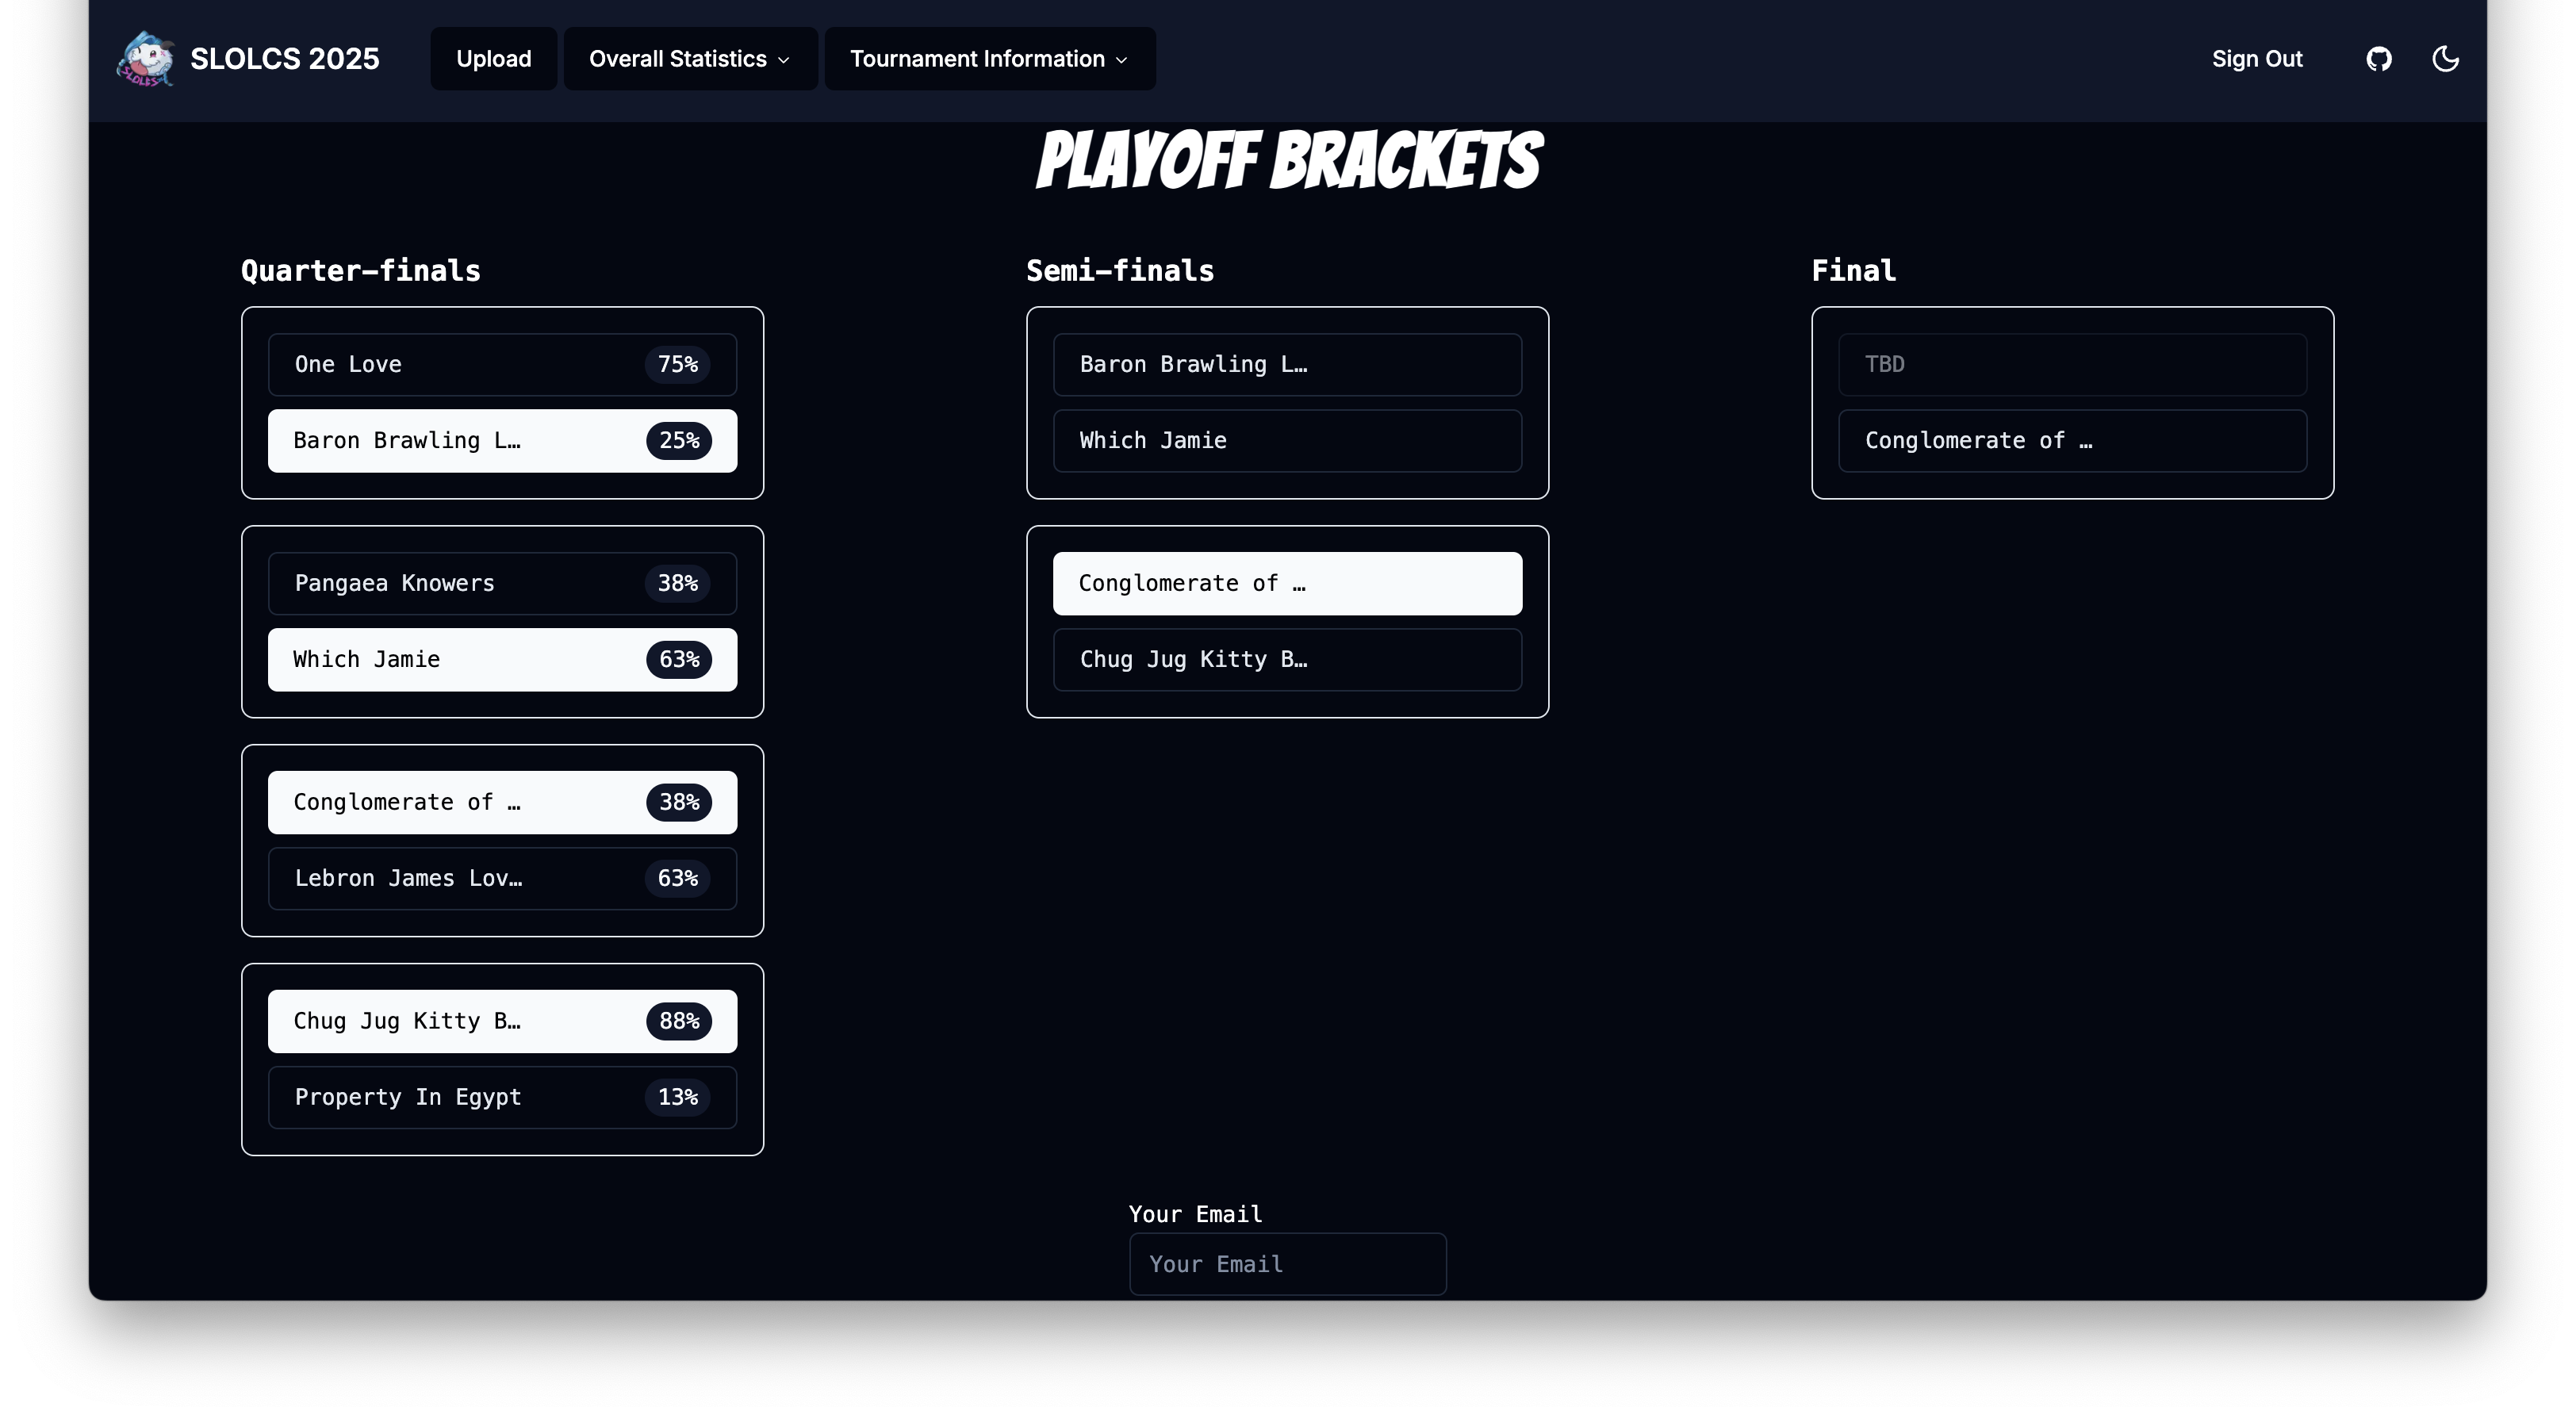 SLOLCS 2025
Upload
Overall Statistics
Tournament Information
Sign Out
PLAYOFF BRACKETS
Quarter-finals
One Love 75%
Baron Brawling L… 25%
Pangaea Knowers 38%
Which Jamie 63%
Conglomerate of … 38%
Lebron James Lov… 63%
Chug Jug Kitty B… 88%
Property In Egypt 13%
Semi-finals
Baron Brawling L…
Which Jamie
Conglomerate of …
Chug Jug Kitty B…
Final
TBD
Conglomerate of …
Your Email
Your Email
SLOLCS